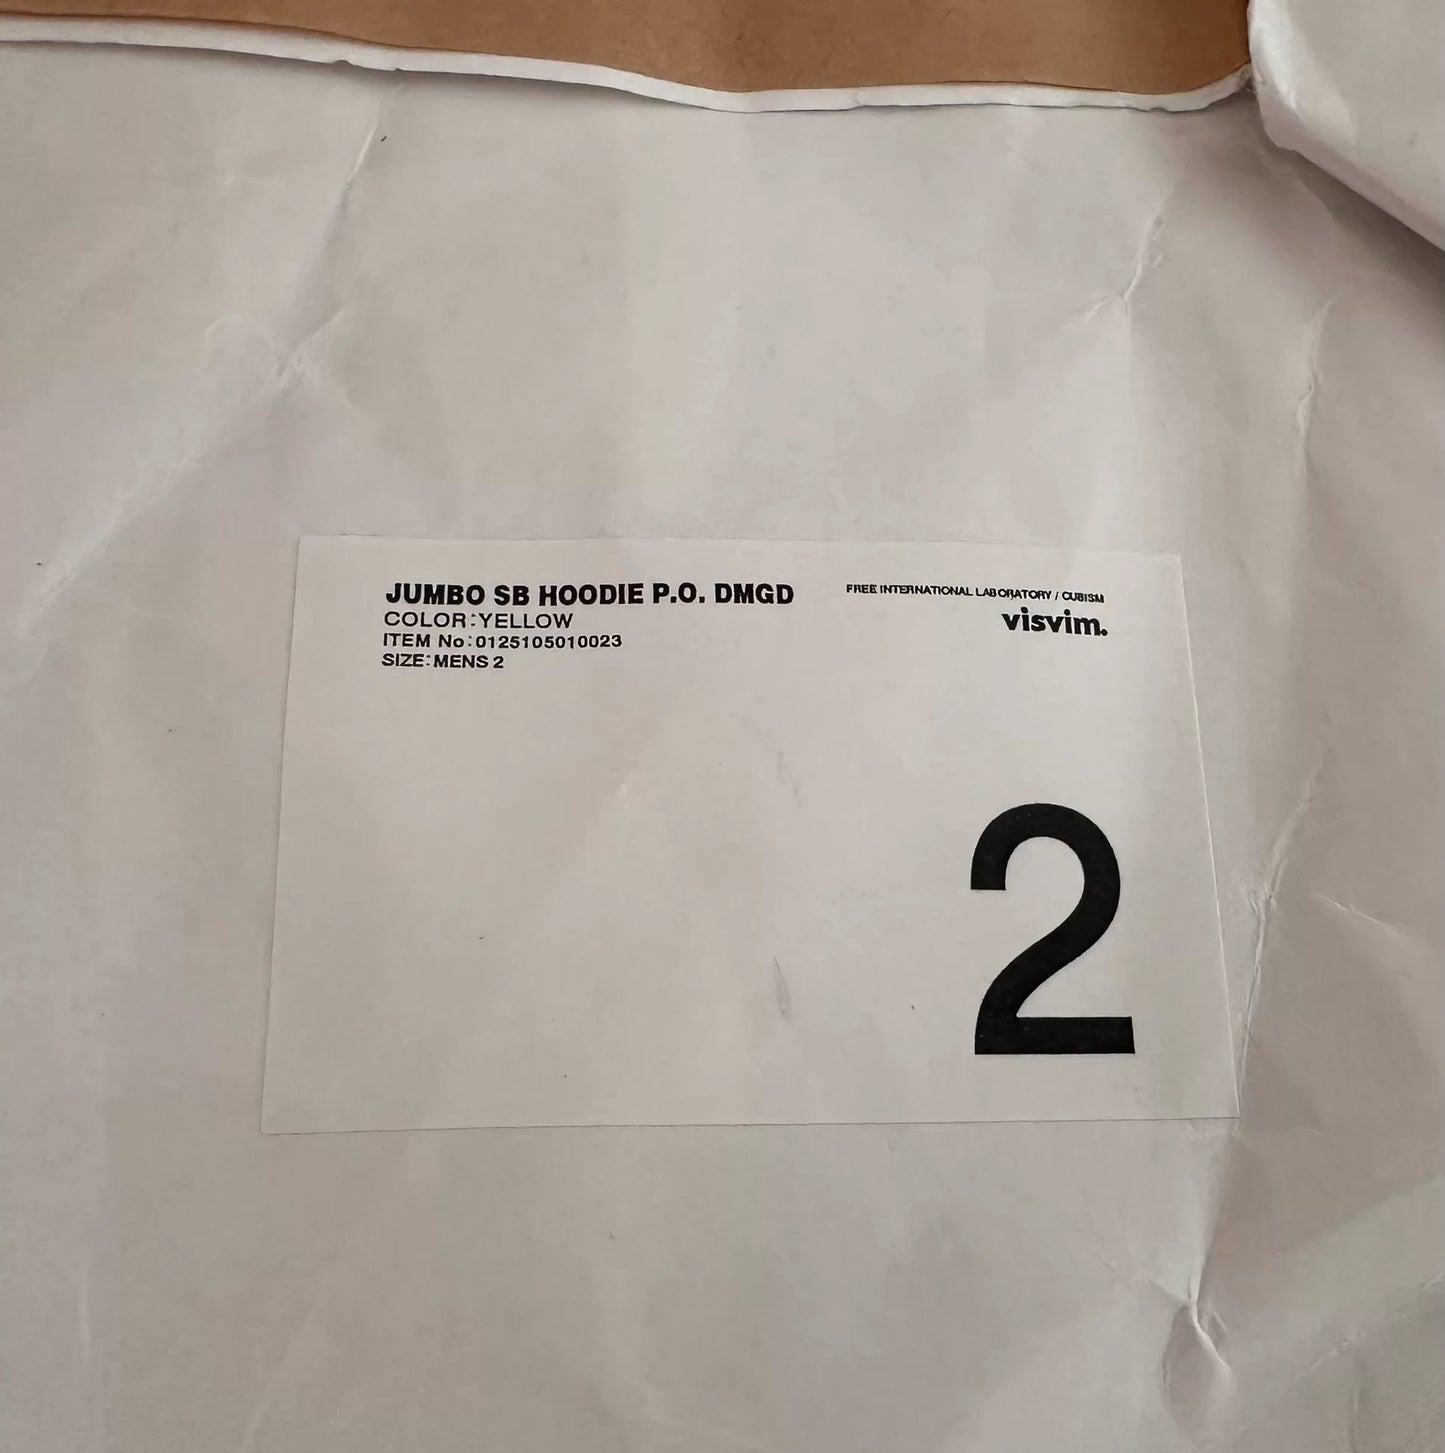 JUMBO SB HOODIE P.O. DMGD
COLOR:YELLOW
ITEM No:0125105010023
SIZE:MENS 2
FREE INTERNATIONAL LABORATORY / CUBISM
visvim.
2